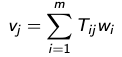 v_j = \sum_{i=1}^{m} T_{ij} w_i